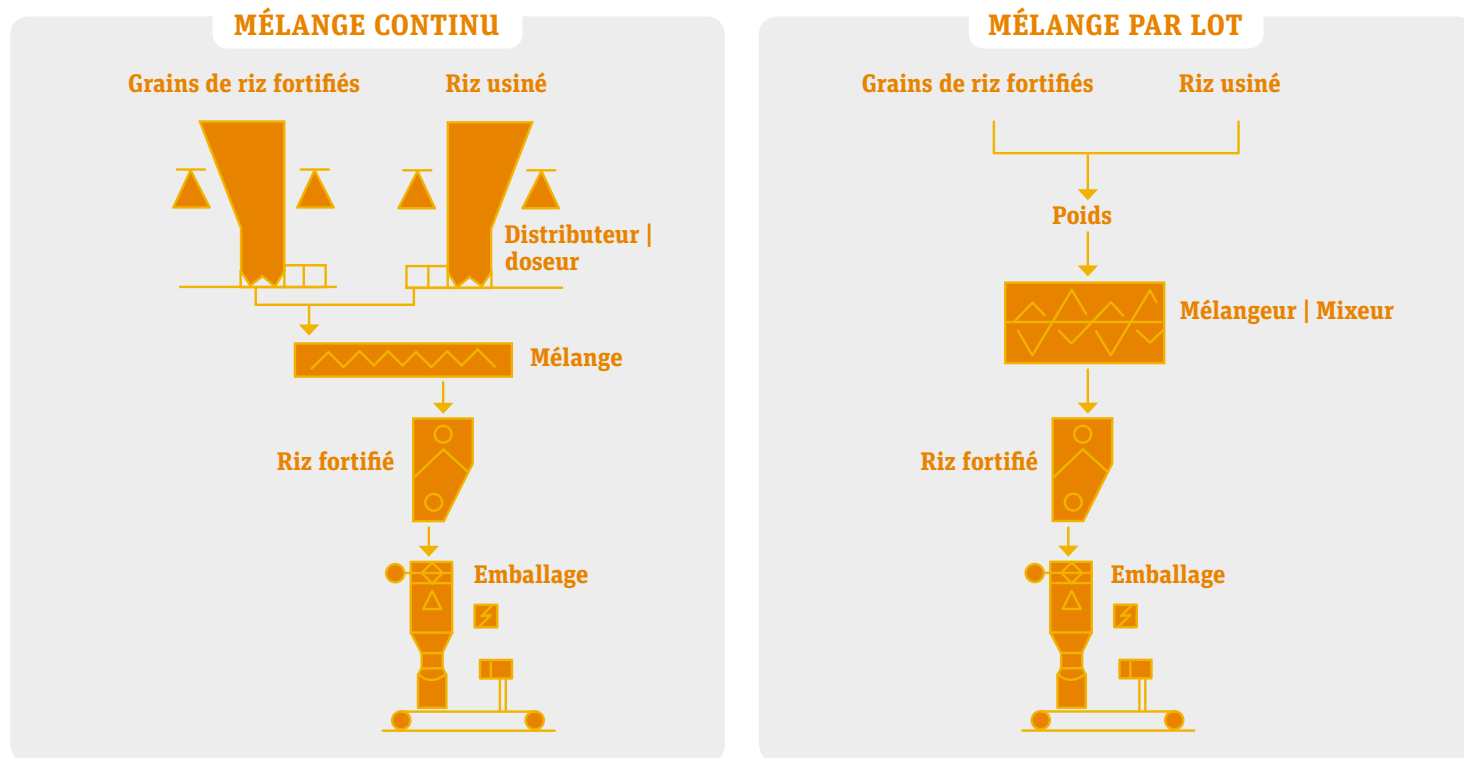 MÉLANGE CONTINU
Grains de riz fortifiés
Riz usiné
Distributeur |
doseur
Mélange
Riz fortifié
Emballage
MÉLANGE PAR LOT
Grains de riz fortifiés
Riz usiné
Poids
Mélangeur | Mixeur
Riz fortifié
Emballage